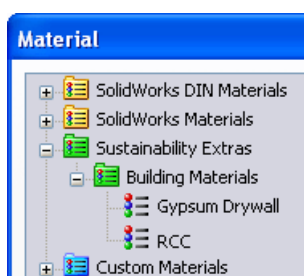 Material
SolidWorks DIN Materials
SolidWorks Materials
Sustainability Extras
Building Materials
Gypsum Drywall
RCC
Custom Materials